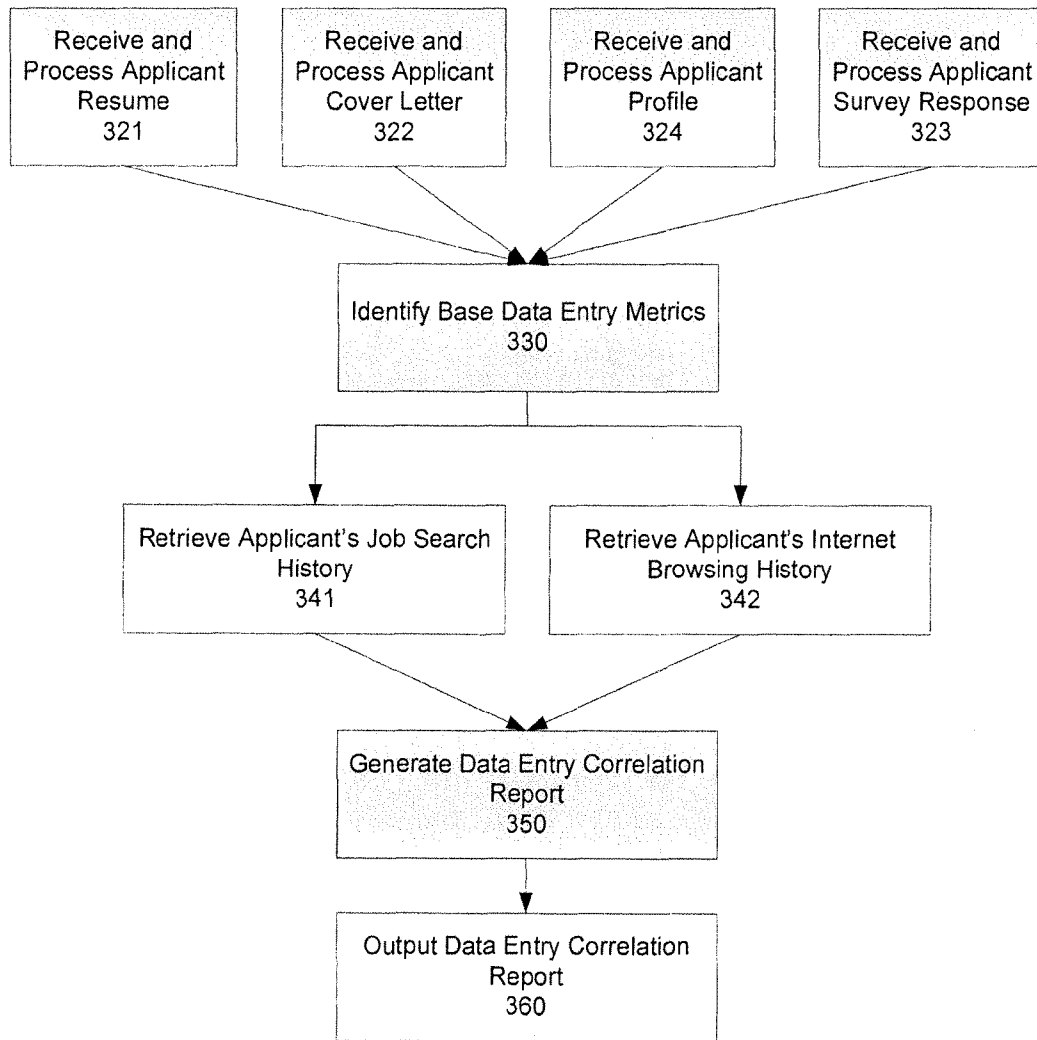 Receive and
Process Applicant
Resume
321
Receive and
Process Applicant
Cover Letter
322
Receive and
Process Applicant
Profile
324
Receive and
Process Applicant
Survey Response
323
Identify Base Data Entry Metrics
330
Retrieve Applicant's Job Search
History
341
Retrieve Applicant's Internet
Browsing History
342
Generate Data Entry Correlation
Report
350
Output Data Entry Correlation
Report
360